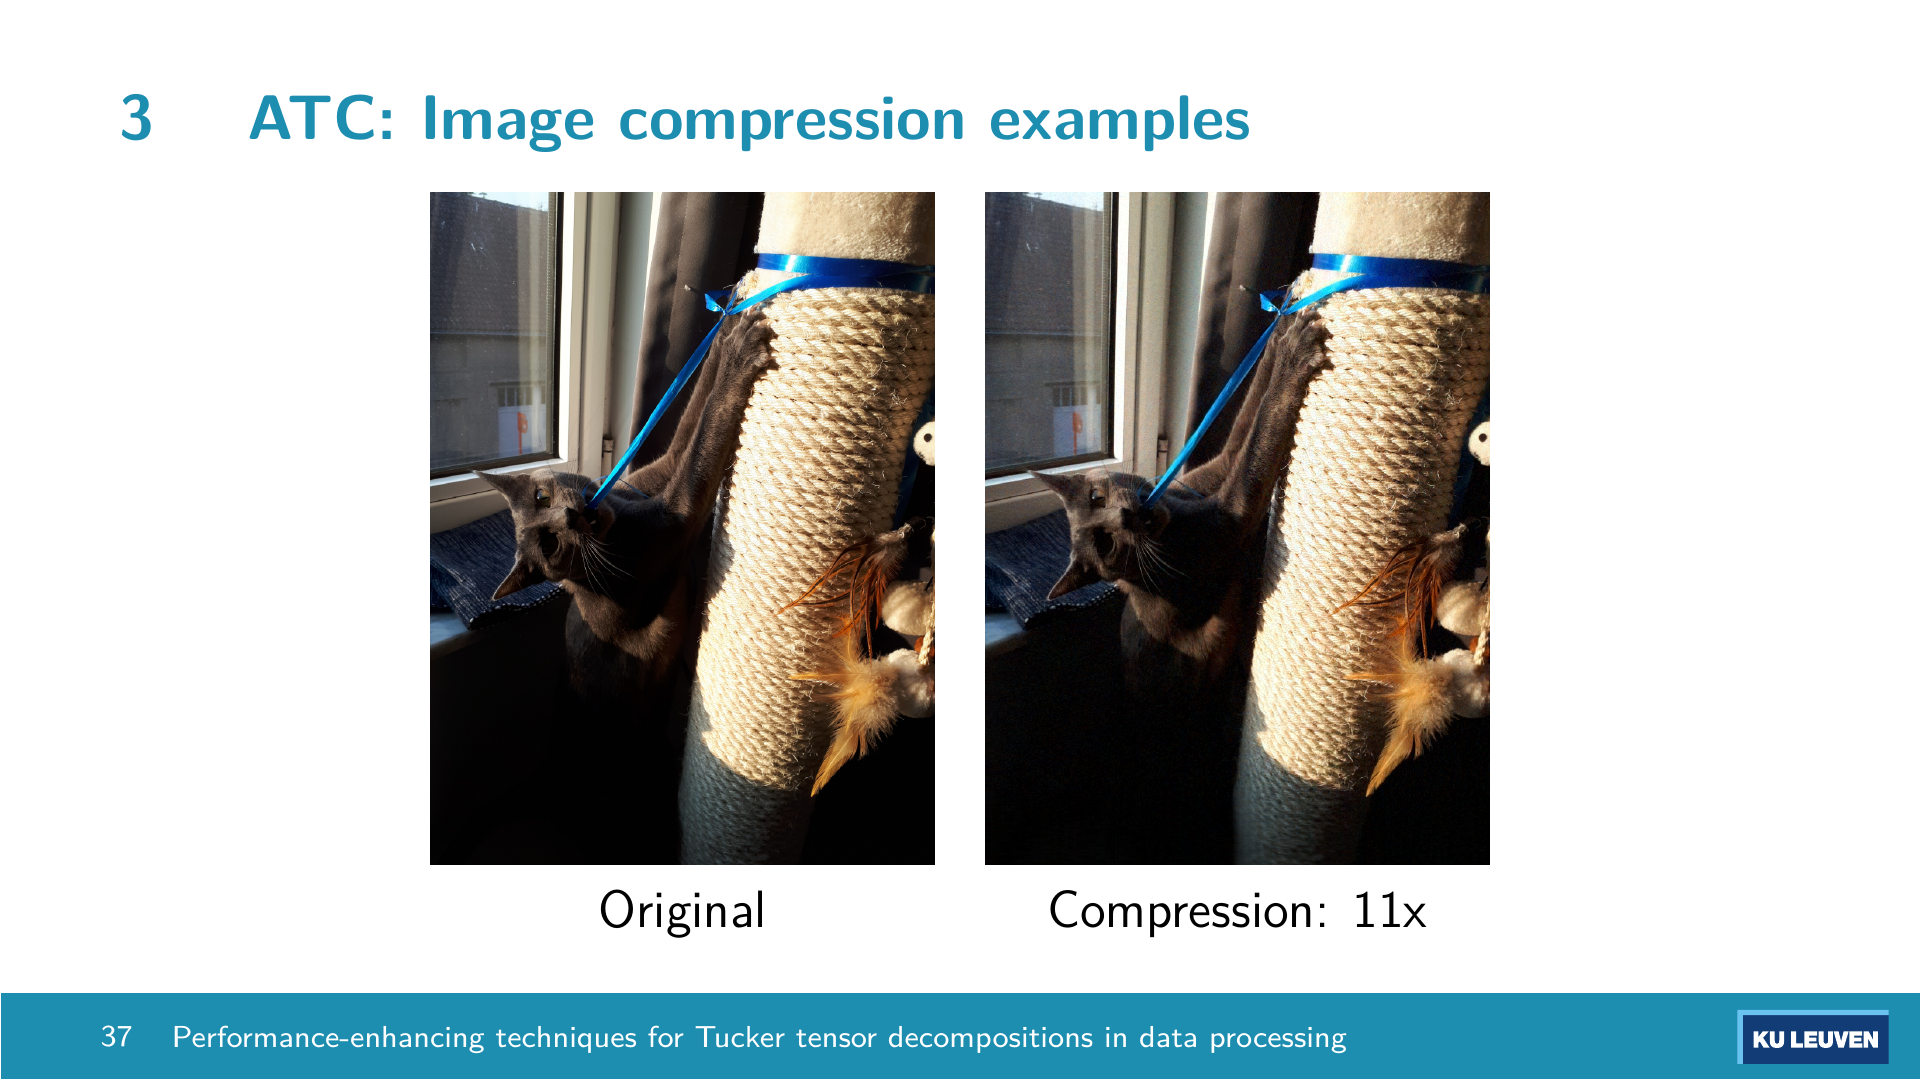 3 ATC: Image compression examples
Original
Compression: 11x
37 Performance-enhancing techniques for Tucker tensor decompositions in data processing
KU LEUVEN